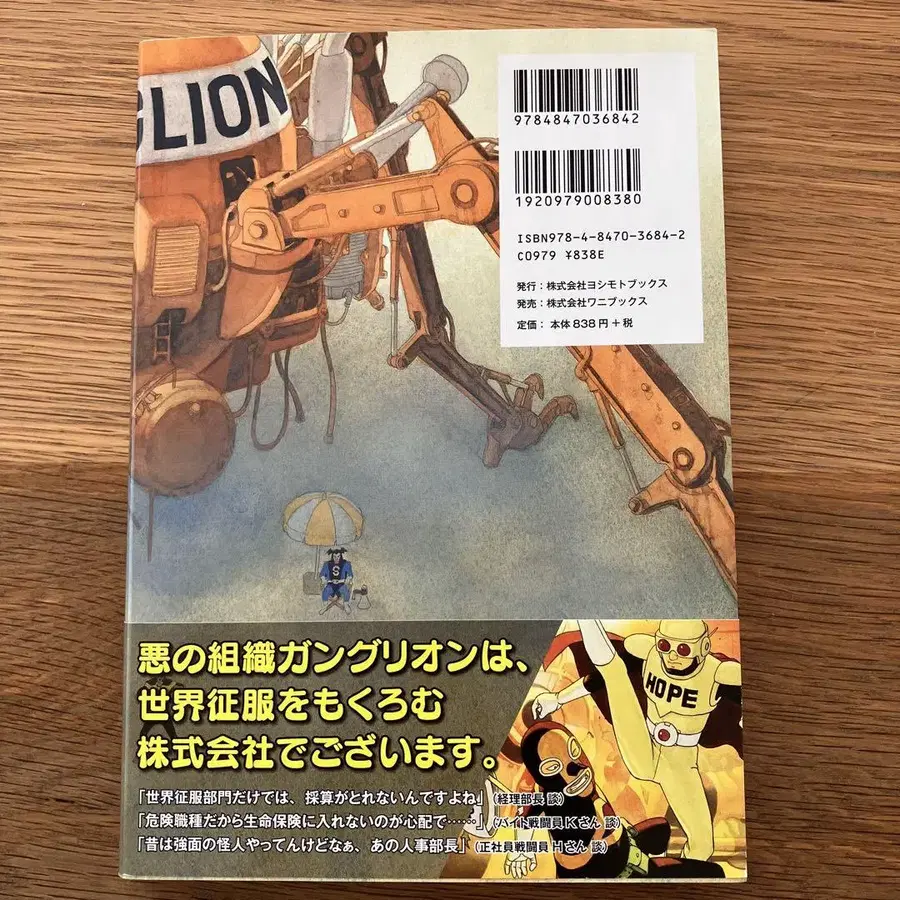 GLION
9784847036842
1920979008380
ISBN978-4-8470-3684-2
C0979 ¥838E
発行：株式会社ヨシモトブックス
発売：株式会社ワニブックス
定価：本体838円+税
S
悪の組織ガングリオンは、
世界征服をもくろむ
株式会社でございます。
HOPE
「世界征服部門だけでは、採算がとれないんですよね」（経理部長 談）
「危険職種だから生命保険に入れないのが心配で……」（バイト戦闘員Kさん 談）
「昔は強面の怪人やってんけどなぁ、あの人事部長」（正社員戦闘員Hさん 談）